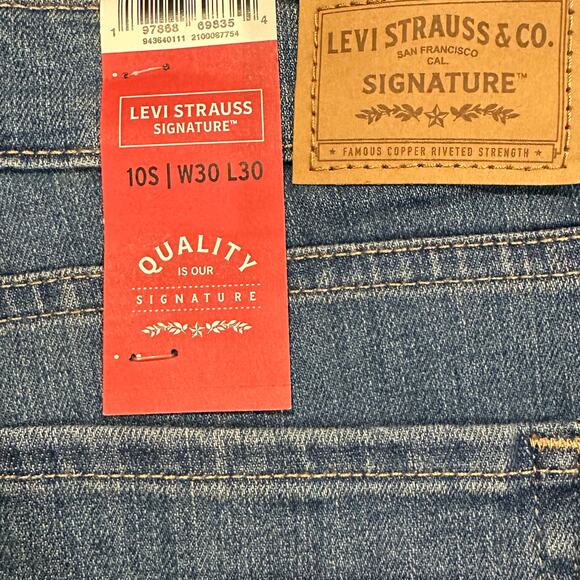 1 97868 69835 4
943640111 2100067754
LEVI STRAUSS
SIGNATURE™
10S | W30 L30
QUALITY
IS OUR
SIGNATURE
LEVI STRAUSS & CO.
SAN FRANCISCO
CAL.
SIGNATURE™
★ FAMOUS COPPER RIVETED STRENGTH ★